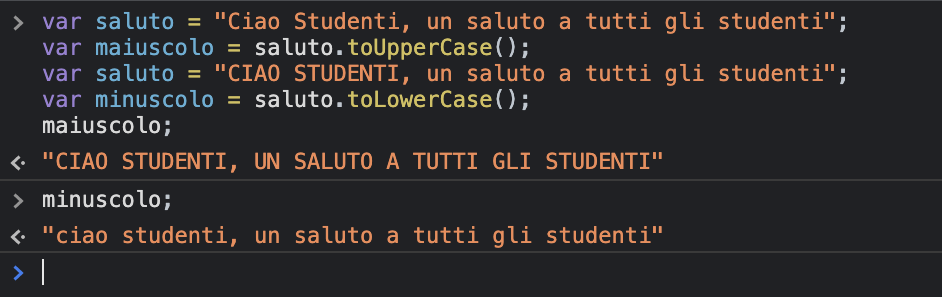 > var saluto = "Ciao Studenti, un saluto a tutti gli studenti";
var maiuscolo = saluto.toUpperCase();
var saluto = "CIAO STUDENTI, un saluto a tutti gli studenti";
var minuscolo = saluto.toLowerCase();
maiuscolo;
"CIAO STUDENTI, UN SALUTO A TUTTI GLI STUDENTI"
> minuscolo;
"ciao studenti, un saluto a tutti gli studenti"
>